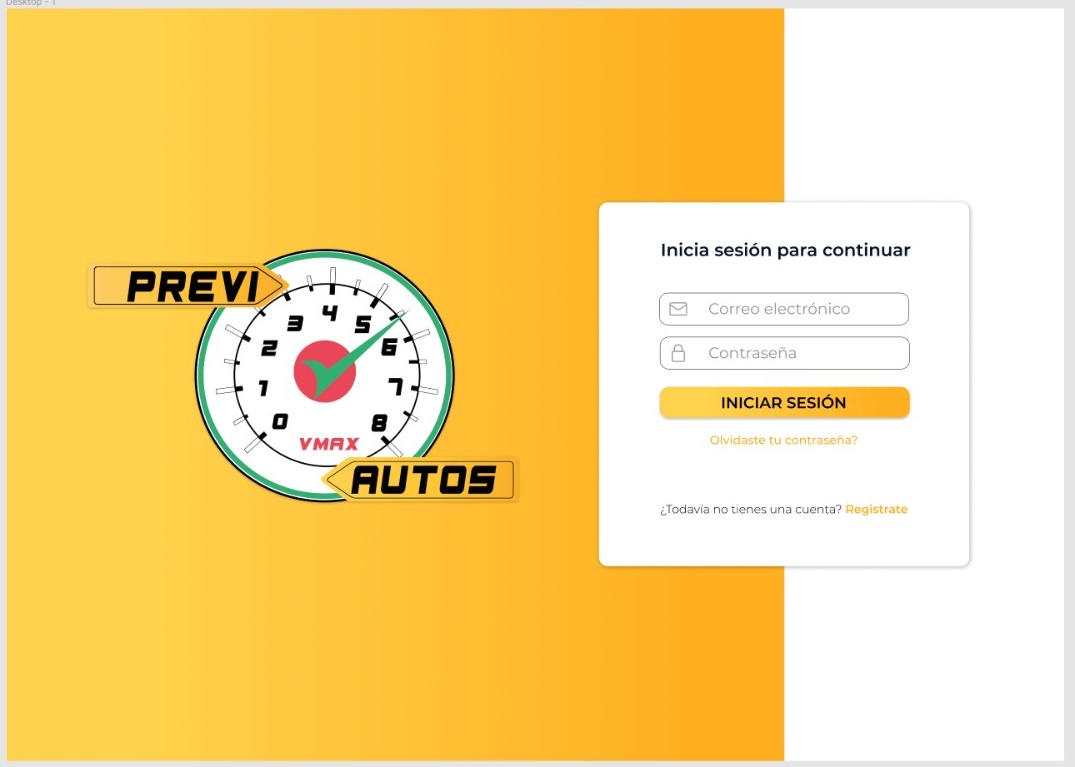 Desktop - 1
PREVI
0
1
2
3
4
5
6
7
8
VMAX
AUTOS
Inicia sesión para continuar
Correo electrónico
Contraseña
INICIAR SESIÓN
Olvidaste tu contraseña?
¿Todavía no tienes una cuenta? Registrate